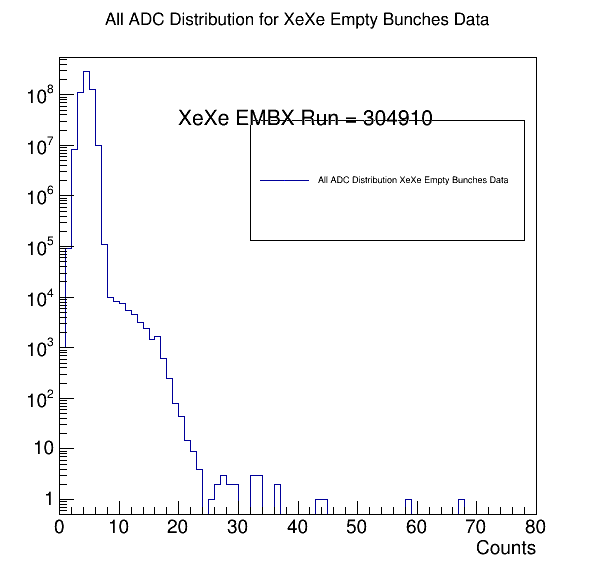 All ADC Distribution for XeXe Empty Bunches Data
XeXe EMBX Run = 304910
All ADC Distribution XeXe Empty Bunches Data
10^8
10^7
10^6
10^5
10^4
10^3
10^2
10
1
0 10 20 30 40 50 60 70 80
Counts